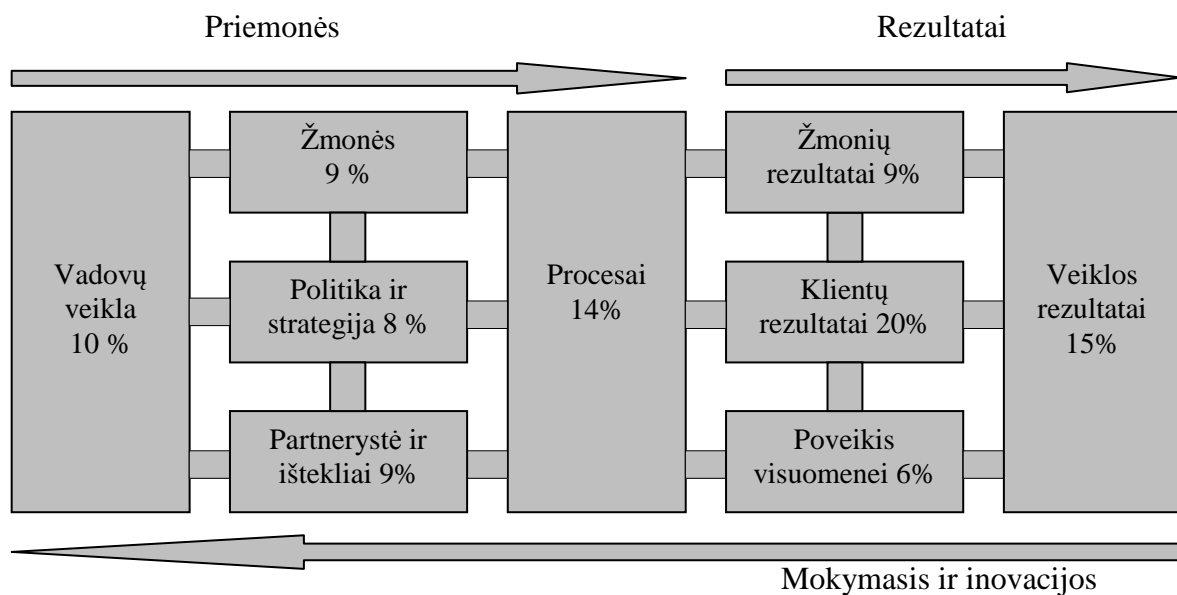 Priemonės
Rezultatai
Vadovų
veikla
10 %
Žmonės
9 %
Politika ir
strategija 8 %
Partnerystė ir
ištekliai 9%
Procesai
14%
Žmonių
rezultatai 9%
Klientų
rezultatai 20%
Poveikis
visuomenei 6%
Veiklos
rezultatai
15%
Mokymasis ir inovacijos